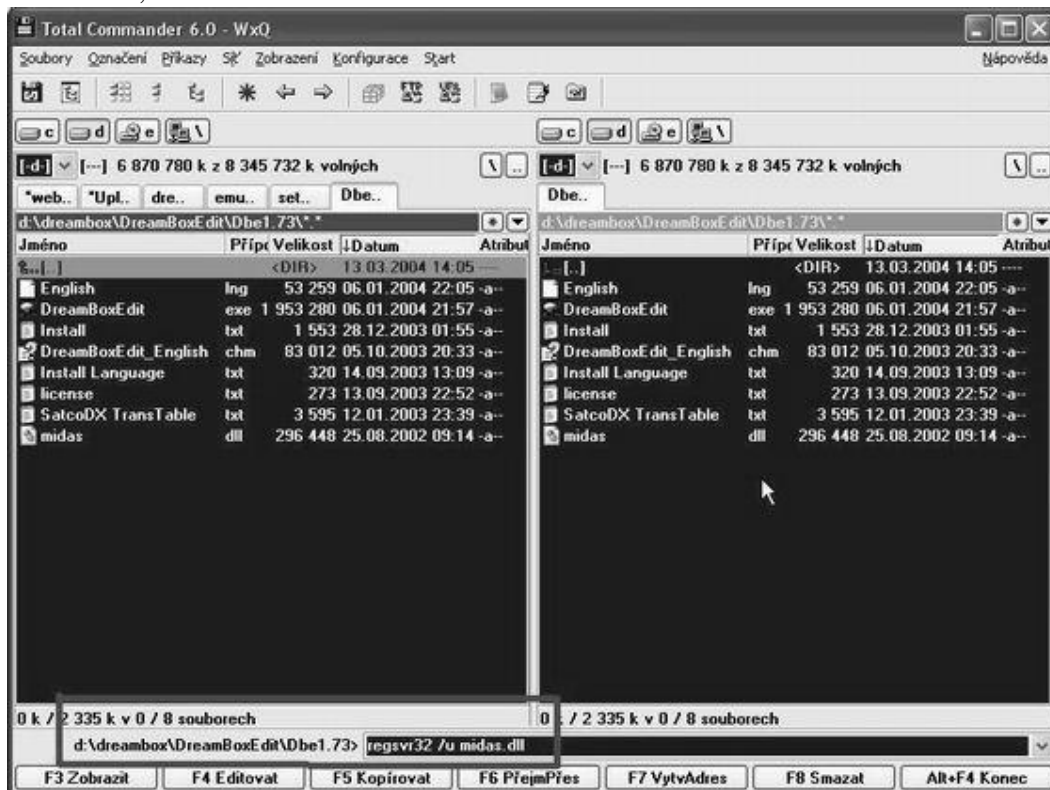 Total Commander 6.0 - WxQ
Soubory Označení Příkazy Síť Zobrazení Konfigurace Start Nápověda
c d e \ c d e \
[-d-] [---] 6 870 780 k z 8 345 732 k volných \ .. [-d-] [---] 6 870 780 k z 8 345 732 k volných \ ..
*web.. *Upl.. dre.. emu.. set.. Dbe.. Dbe..
d:\dreambox\DreamBoxEdit\Dbe1.73\*.* * d:\dreambox\DreamBoxEdit\Dbe1.73\*.* *
Jméno Přípo Velikost ↓Datum Atribut Jméno Přípo Velikost ↓Datum Atribut
[..] <DIR> 13.03.2004 14:05 ---- [..] <DIR> 13.03.2004 14:05 ----
English lng 53 259 06.01.2004 22:05 -a-- English lng 53 259 06.01.2004 22:05 -a--
DreamBoxEdit exe 1 953 280 06.01.2004 21:57 -a-- DreamBoxEdit exe 1 953 280 06.01.2004 21:57 -a--
Install txt 1 553 28.12.2003 01:55 -a-- Install txt 1 553 28.12.2003 01:55 -a--
DreamBoxEdit_English chm 83 012 05.10.2003 20:33 -a-- DreamBoxEdit_English chm 83 012 05.10.2003 20:33 -a--
Install Language txt 320 14.09.2003 13:09 -a-- Install Language txt 320 14.09.2003 13:09 -a--
license txt 273 13.09.2003 22:52 -a-- license txt 273 13.09.2003 22:52 -a--
SatcoDX TransTable txt 3 595 12.01.2003 23:39 -a-- SatcoDX TransTable txt 3 595 12.01.2003 23:39 -a--
midas dll 296 448 25.08.2002 09:14 -a-- midas dll 296 448 25.08.2002 09:14 -a--
0 k / 2 335 k v 0 / 8 souborech 0 k / 2 335 k v 0 / 8 souborech
d:\dreambox\DreamBoxEdit\Dbe1.73> regsvr32 /u midas.dll
F3 Zobrazit F4 Editovat F5 Kopírovat F6 PřejmPřes F7 VytvAdres F8 Smazat Alt+F4 Konec